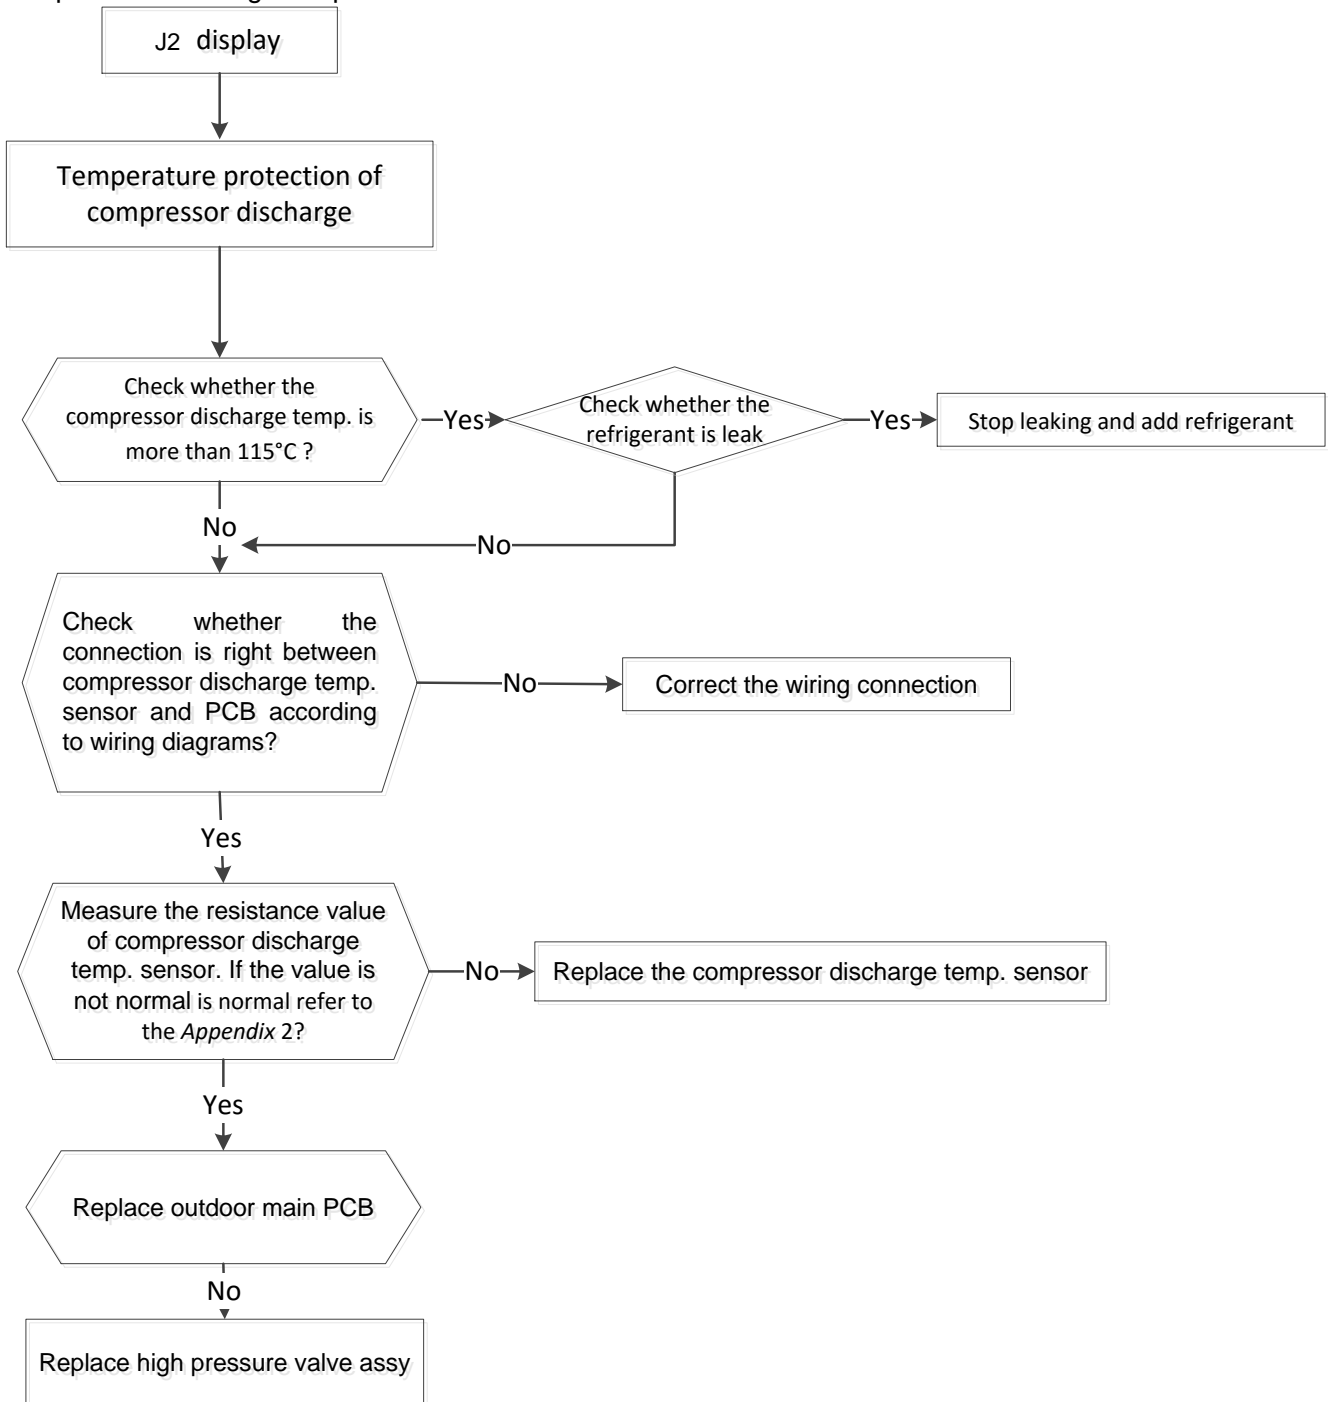 J2 display
Temperature protection of
compressor discharge
Check whether the
compressor discharge temp. is
more than 115°C ?
Yes
Check whether the
refrigerant is leak
Yes
Stop leaking and add refrigerant
No
No
Check whether the
connection is right between
compressor discharge temp.
sensor and PCB according
to wiring diagrams?
No
Correct the wiring connection
Yes
Measure the resistance value
of compressor discharge
temp. sensor. If the value is
not normal is normal refer to
the Appendix 2?
No
Replace the compressor discharge temp. sensor
Yes
Replace outdoor main PCB
No
Replace high pressure valve assy